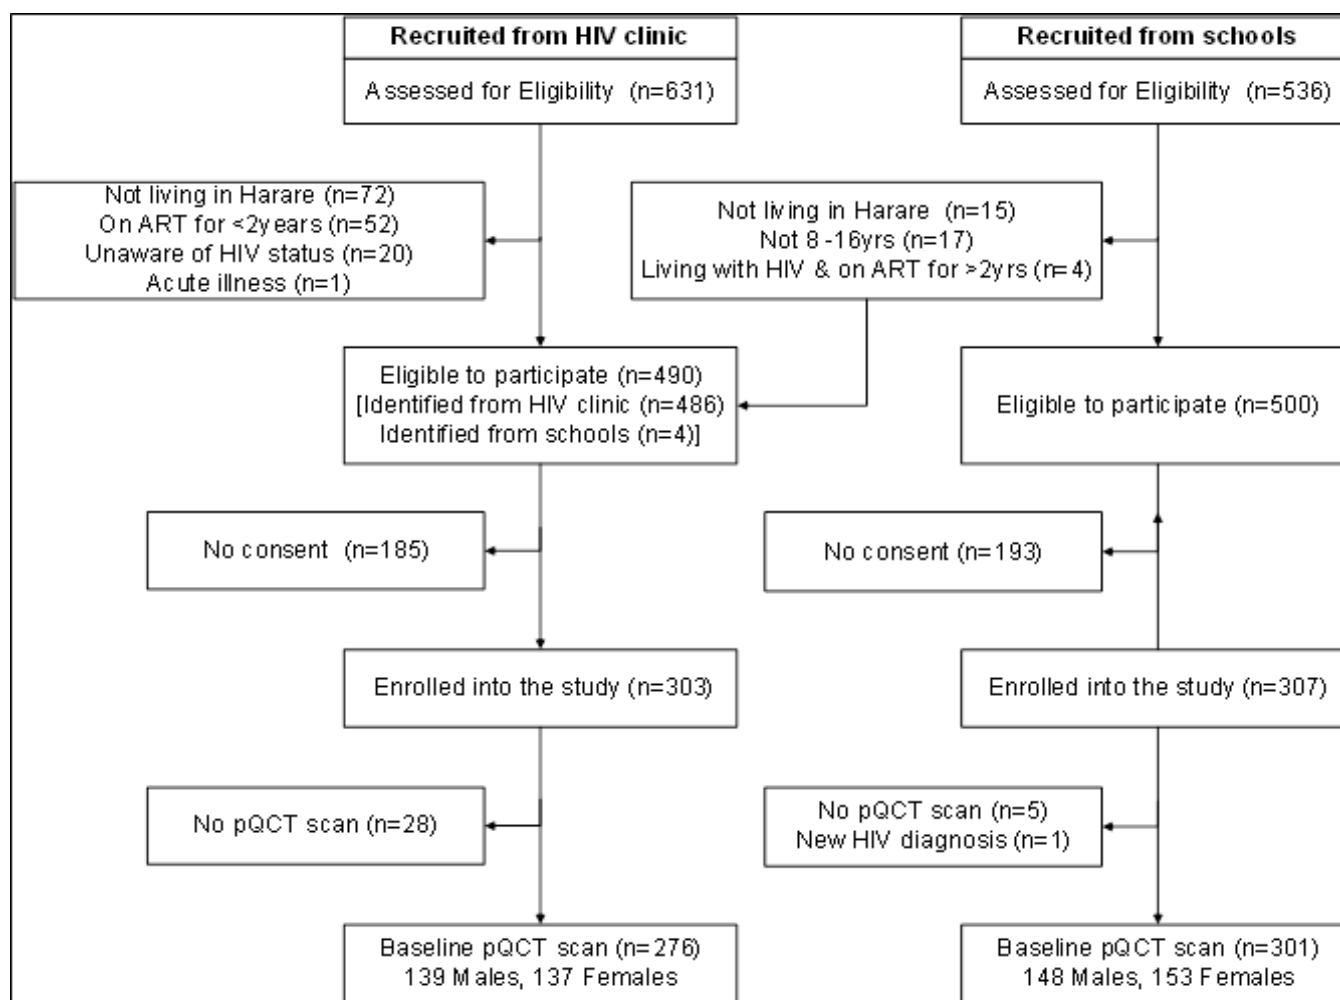 Recruited from HIV clinic
Assessed for Eligibility (n=631)
Recruited from schools
Assessed for Eligibility (n=536)
Not living in Harare (n=72)
On ART for <2years (n=52)
Unaware of HIV status (n=20)
Acute illness (n=1)
Not living in Harare (n=15)
Not 8 -16yrs (n=17)
Living with HIV & on ART for >2yrs (n=4)
Eligible to participate (n=490)
[Identified from HIV clinic (n=486)
Identified from schools (n=4)]
Eligible to participate (n=500)
No consent (n=185)
No consent (n=193)
Enrolled into the study (n=303)
Enrolled into the study (n=307)
No pQCT scan (n=28)
No pQCT scan (n=5)
New HIV diagnosis (n=1)
Baseline pQCT scan (n=276)
139 Males, 137 Females
Baseline pQCT scan (n=301)
148 Males, 153 Females